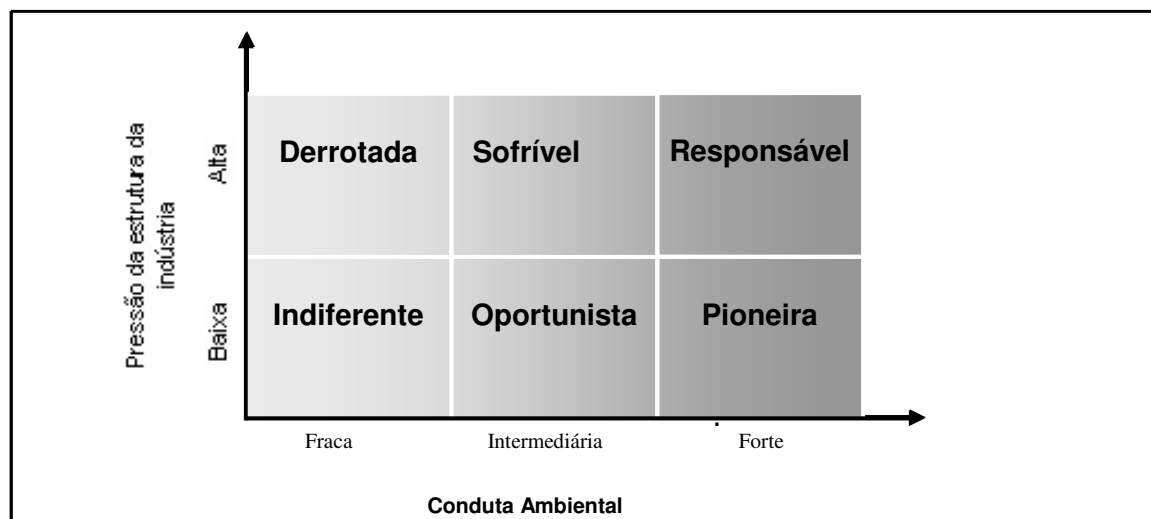 Pressão da estrutura da
indústria
Alta
Derrotada
Sofrível
Responsável
Baixa
Indiferente
Oportunista
Pioneira
Fraca
Intermediária
Forte
Conduta Ambiental